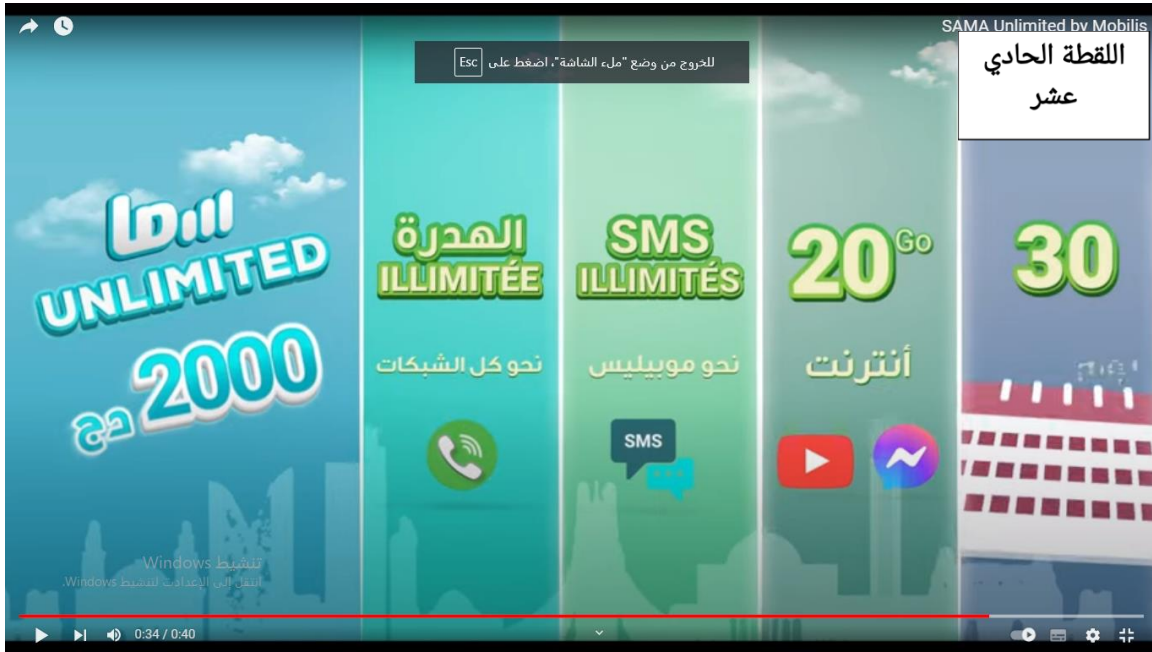 SAMA Unlimited by Mobilis
اللقطة الحادي
عشر
للخروج من وضع "ملء الشاشة"، اضغط على Esc
سما
UNLIMITED
2000 دج
الهدرة
ILLIMITÉE
نحو كل الشبكات
SMS
ILLIMITÉS
نحو موبيليس
SMS
20 Go
أنترنت
30
تنشيط Windows
انتقل إلى الإعدادات لتنشيط Windows.
0:34 / 0:40